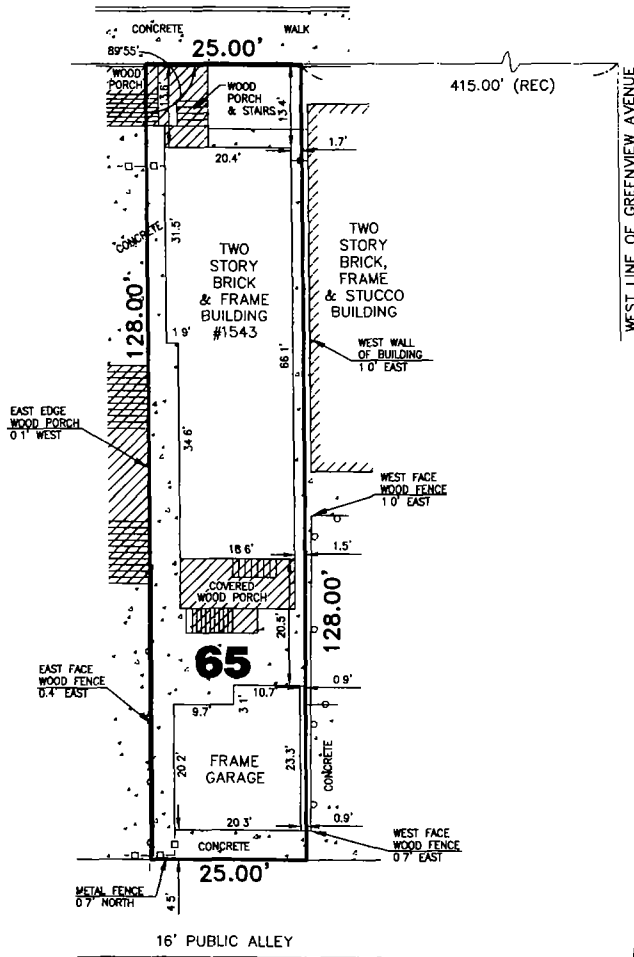 CONCRETE WALK
89°55'
25.00'
WOOD
PORCH
13.6'
WOOD
PORCH
& STAIRS
13.4'
415.00' (REC)
WEST LINE OF GREENVIEW AVENUE
20.4'
1.7'
CONCRETE
31.5'
TWO
STORY
BRICK
& FRAME
BUILDING
#1543
TWO
STORY
BRICK,
FRAME
& STUCCO
BUILDING
128.00'
1 9'
66.1'
WEST WALL
OF BUILDING
1 0' EAST
EAST EDGE
WOOD PORCH
0 1' WEST
34 6'
WEST FACE
WOOD FENCE
1 0' EAST
18 6'
1.5'
COVERED
WOOD PORCH
20.5'
128.00'
65
EAST FACE
WOOD FENCE
0.4' EAST
10.7'
0 9'
9.7'
3 1'
20 2'
FRAME
GARAGE
23.3'
CONCRETE
20 3'
0.9'
CONCRETE
WEST FACE
WOOD FENCE
0 7' EAST
25.00'
METAL FENCE
0 7' NORTH
4 5'
16' PUBLIC ALLEY